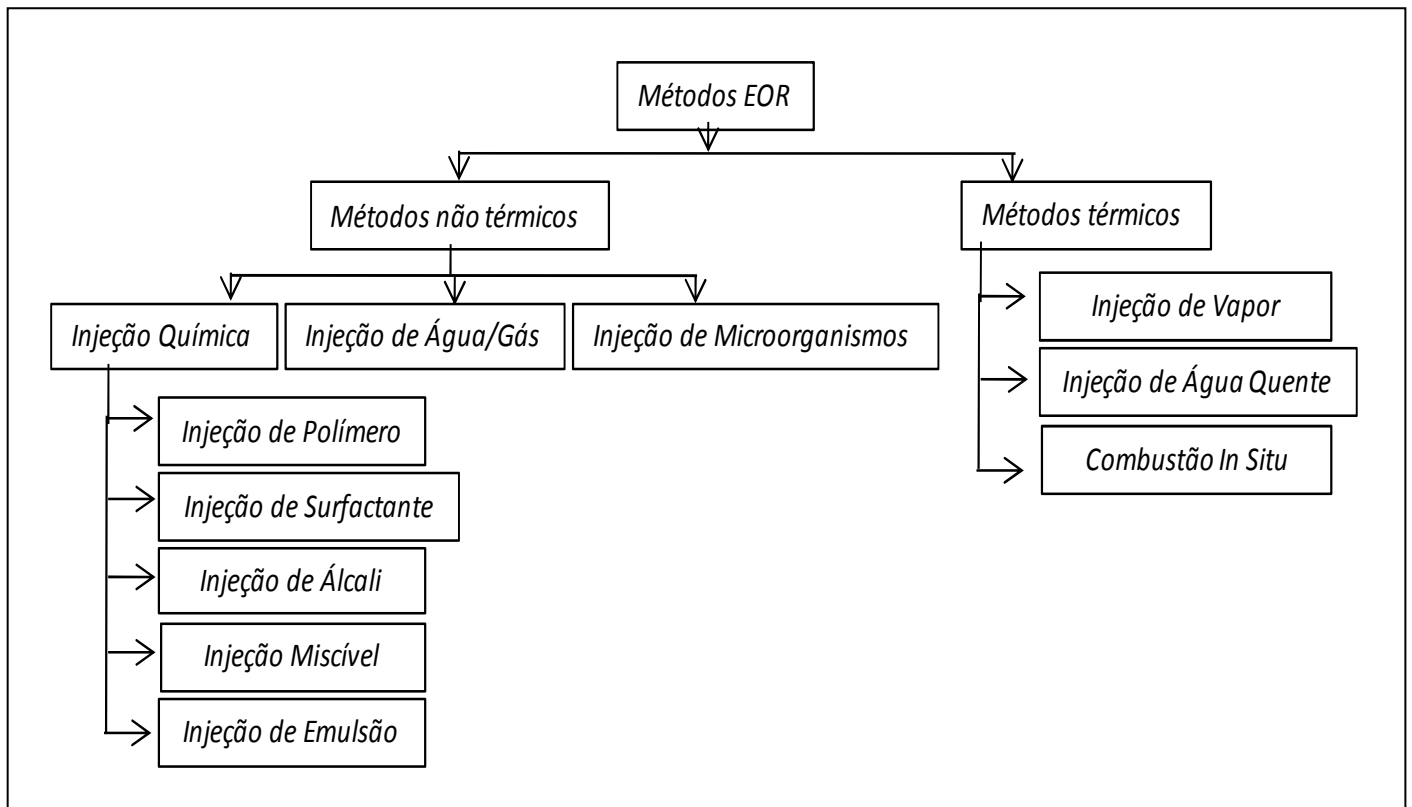 Métodos EOR
Métodos não térmicos
Métodos térmicos
Injeção Química
Injeção de Água/Gás
Injeção de Microorganismos
Injeção de Polímero
Injeção de Surfactante
Injeção de Álcali
Injeção Miscível
Injeção de Emulsão
Injeção de Vapor
Injeção de Água Quente
Combustão In Situ